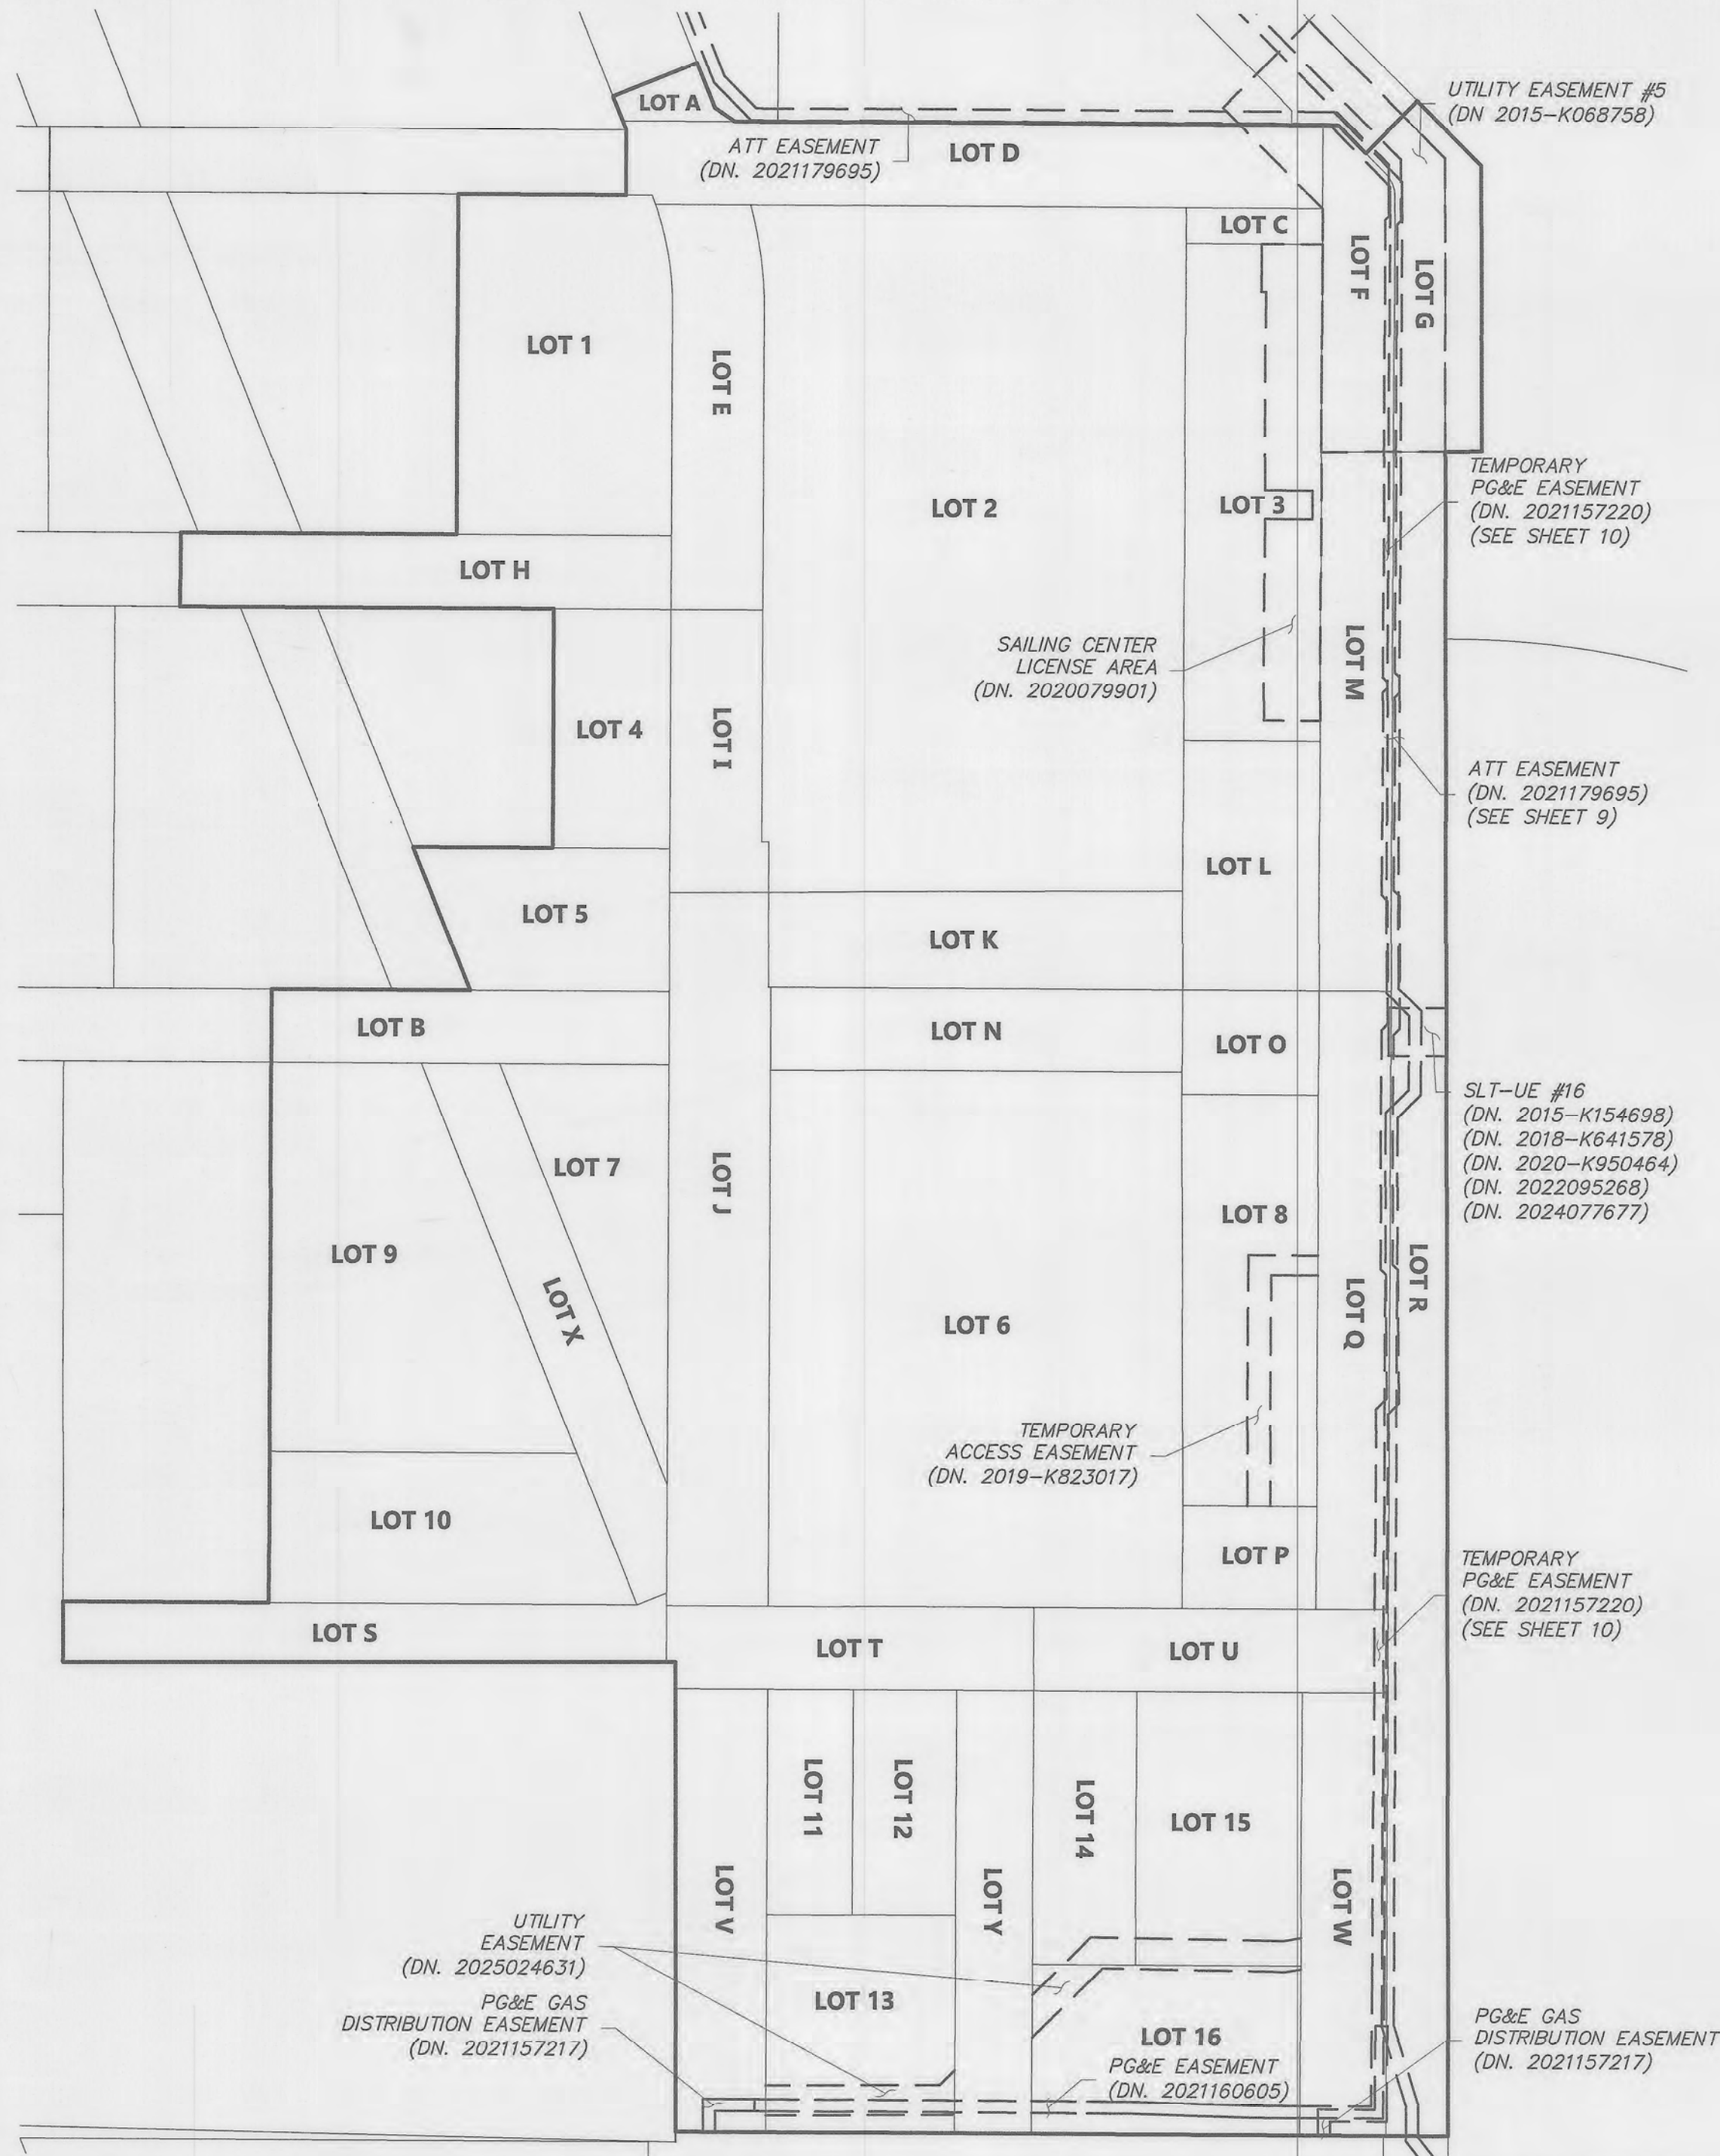 UTILITY EASEMENT #5
(DN 2015-K068758)
LOT A
ATT EASEMENT
(DN. 2021179695)
LOT D
LOT C
LOT F
LOT G
LOT 1
LOT E
LOT 2
LOT 3
TEMPORARY
PG&E EASEMENT
(DN. 2021157220)
(SEE SHEET 10)
LOT H
SAILING CENTER
LICENSE AREA
(DN. 2020079901)
LOT M
LOT 4
LOT I
ATT EASEMENT
(DN. 2021179695)
(SEE SHEET 9)
LOT L
LOT 5
LOT K
LOT B
LOT N
LOT O
SLT-UE #16
(DN. 2015-K154698)
(DN. 2018-K641578)
(DN. 2020-K950464)
(DN. 2022095268)
(DN. 2024077677)
LOT 7
LOT J
LOT 8
LOT 9
LOT X
LOT 6
LOT Q
LOT R
TEMPORARY
ACCESS EASEMENT
(DN. 2019-K823017)
LOT 10
LOT P
TEMPORARY
PG&E EASEMENT
(DN. 2021157220)
(SEE SHEET 10)
LOT S
LOT T
LOT U
LOT 11
LOT 12
LOT 14
LOT 15
LOT V
LOT Y
LOT W
UTILITY
EASEMENT
(DN. 2025024631)
PG&E GAS
DISTRIBUTION EASEMENT
(DN. 2021157217)
LOT 13
LOT 16
PG&E EASEMENT
(DN. 2021160605)
PG&E GAS
DISTRIBUTION EASEMENT
(DN. 2021157217)